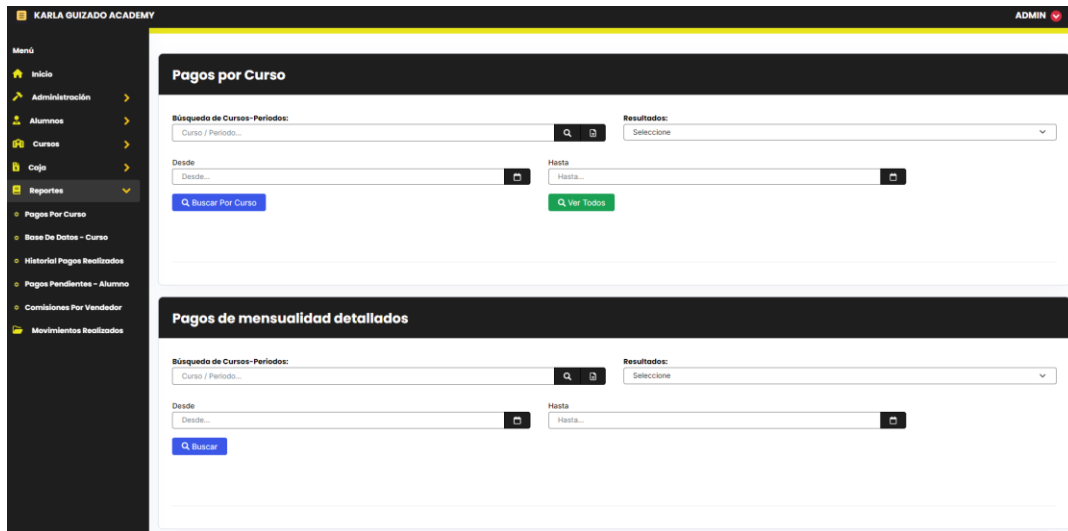 KARLA GUIZADO ACADEMY
ADMIN
Menú
Inicio
Administración
Alumnos
Cursos
Caja
Reportes
Pagos Por Curso
Base De Datos - Curso
Historial Pagos Realizados
Pagos Pendientes - Alumno
Comisiones Por Vendedor
Movimientos Realizados
Pagos por Curso
Búsqueda de Cursos-Periodos:
Curso / Periodo...
Resultados:
Seleccione
Desde
Desde...
Hasta
Hasta...
Buscar Por Curso
Ver Todos
Pagos de mensualidad detallados
Búsqueda de Cursos-Periodos:
Curso / Periodo...
Resultados:
Seleccione
Desde
Desde...
Hasta
Hasta...
Buscar